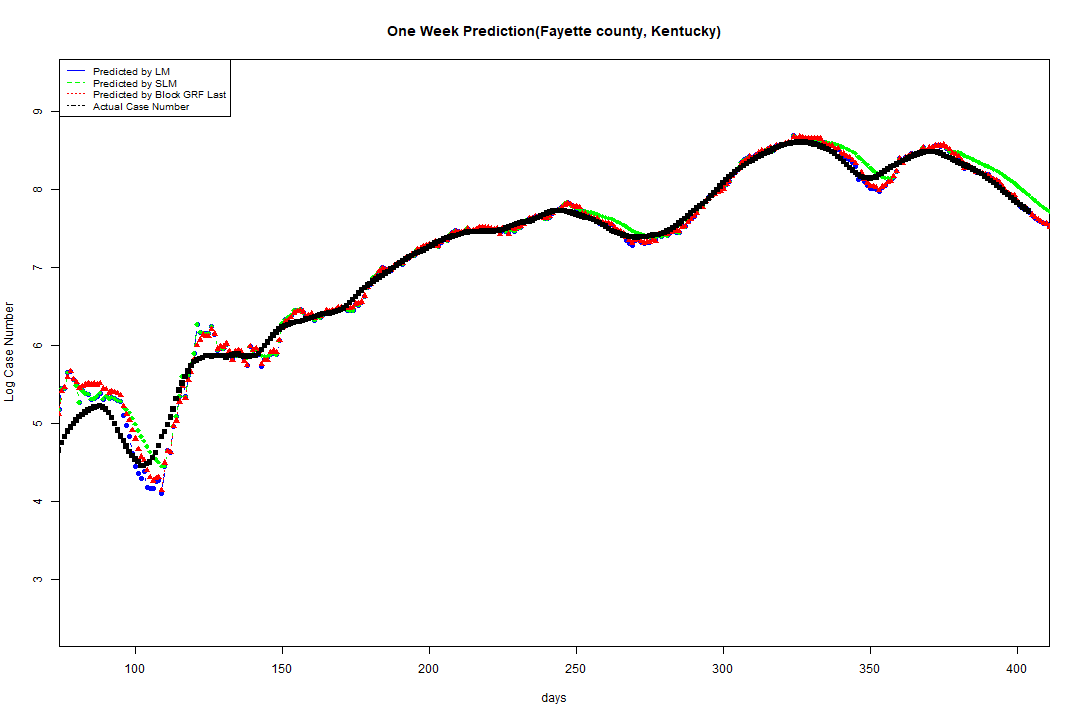 One Week Prediction(Fayette county, Kentucky)
Predicted by LM
Predicted by SLM
Predicted by Block GRF Last
Actual Case Number
Log Case Number
9
8
7
6
5
4
3
100 150 200 250 300 350 400
days